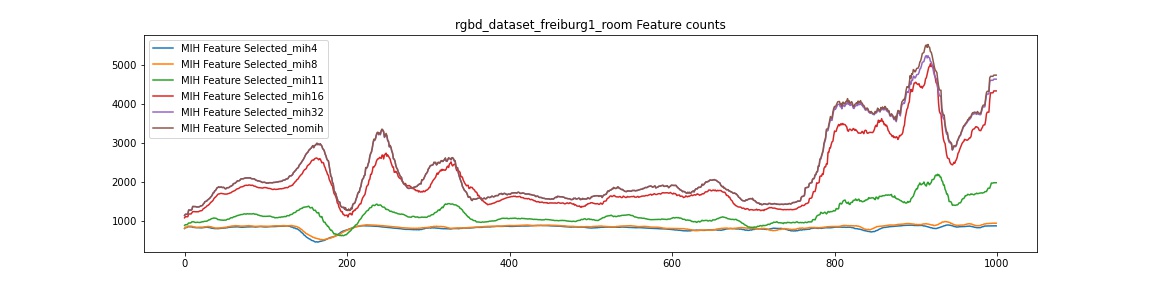 rgbd_dataset_freiburg1_room Feature counts
MIH Feature Selected_mih4
MIH Feature Selected_mih8
MIH Feature Selected_mih11
MIH Feature Selected_mih16
MIH Feature Selected_mih32
MIH Feature Selected_nomih
5000
4000
3000
2000
1000
0 200 400 600 800 1000